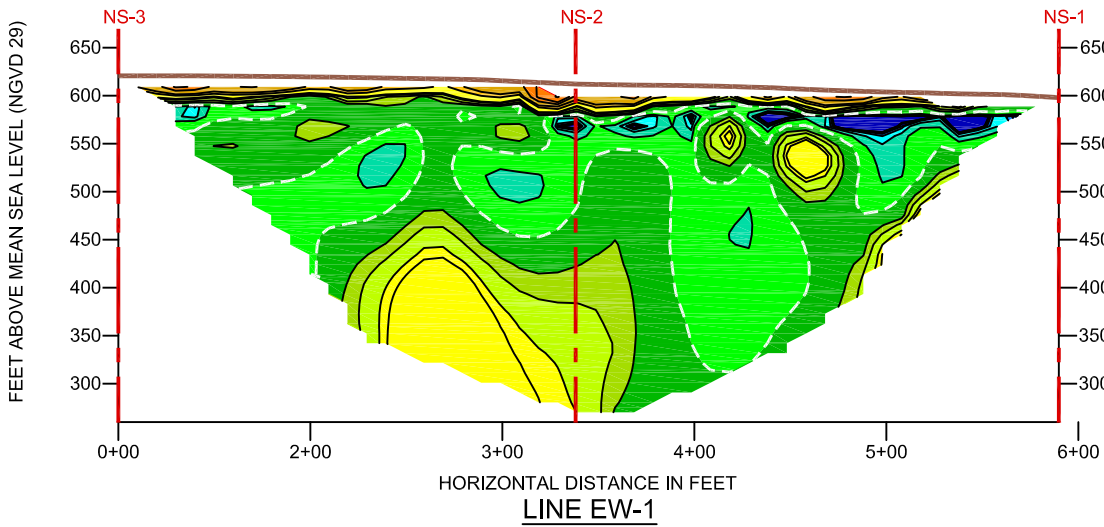 NS-3 NS-2 NS-1
FEET ABOVE MEAN SEA LEVEL (NGVD 29)
650 650
600 600
550 550
500 500
450 450
400 400
350 350
300 300
0+00 2+00 3+00 4+00 5+00 6+00
HORIZONTAL DISTANCE IN FEET
LINE EW-1